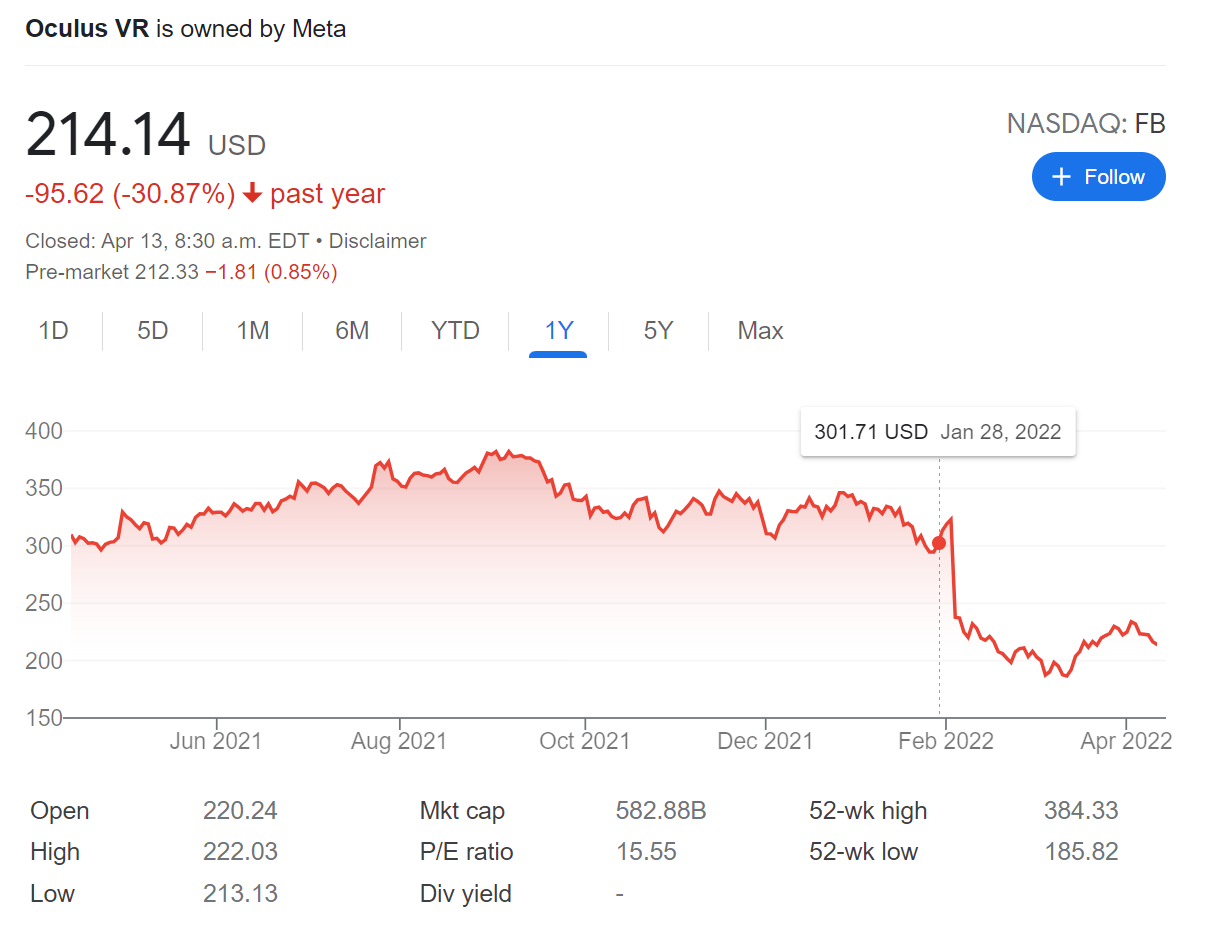 Oculus VR is owned by Meta
214.14 USD
NASDAQ: FB
+ Follow
-95.62 (-30.87%) ↓ past year
Closed: Apr 13, 8:30 a.m. EDT • Disclaimer
Pre-market 212.33 −1.81 (0.85%)
1D 5D 1M 6M YTD 1Y 5Y Max
301.71 USD Jan 28, 2022
400
350
300
250
200
150
Jun 2021 Aug 2021 Oct 2021 Dec 2021 Feb 2022 Apr 2022
Open 220.24 Mkt cap 582.88B 52-wk high 384.33
High 222.03 P/E ratio 15.55 52-wk low 185.82
Low 213.13 Div yield -